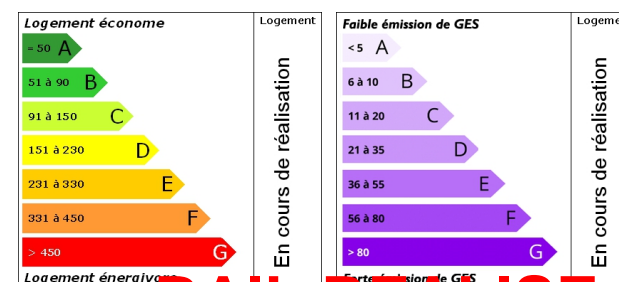 Logement économe
Logement
= 50 A
51 à 90 B
91 à 150 C
151 à 230 D
231 à 330 E
331 à 450 F
> 450 G
Logement énergivore
En cours de réalisation
Faible émission de GES
< 5 A
6 à 10 B
11 à 20 C
21 à 35 D
36 à 55 E
56 à 80 F
> 80 G
Forte émission de GES
En cours de réalisation